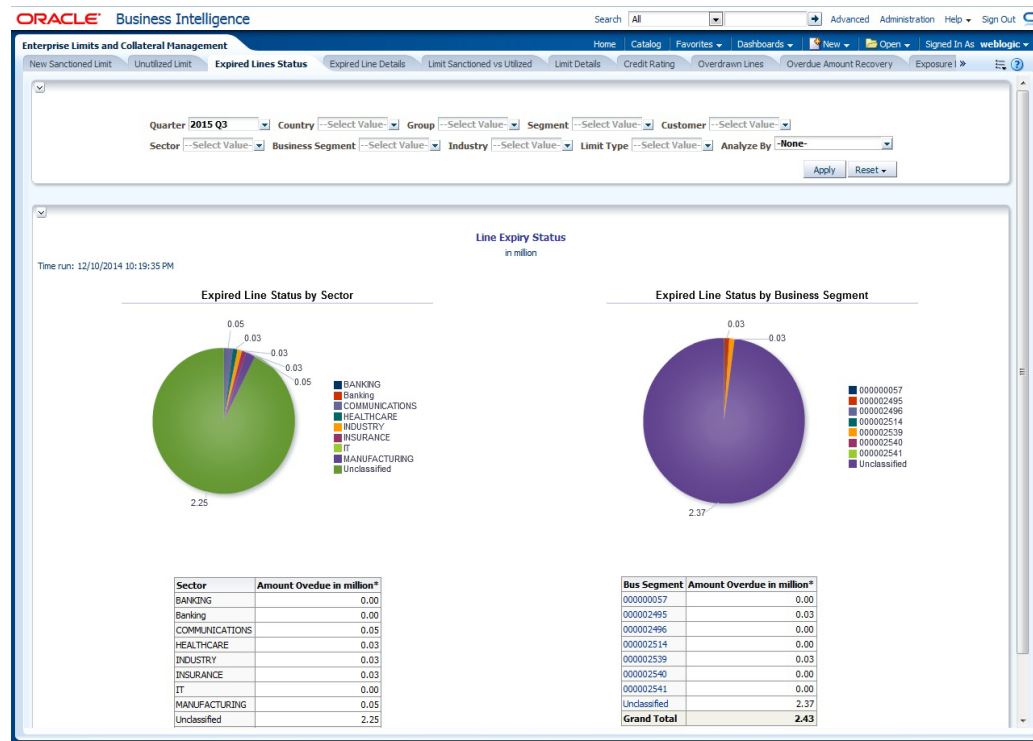 ORACLE Business Intelligence Search All Advanced Administration Help Sign Out
Enterprise Limits and Collateral Management Home Catalog Favorites Dashboards New Open Signed In As weblogic
New Sanctioned Limit Unutilized Limit Expired Lines Status Expired Line Details Limit Sanctioned vs Utilized Limit Details Credit Rating Overdrawn Lines Overdue Amount Recovery Exposure
Quarter 2015 Q3 Country --Select Value- Group --Select Value- Segment --Select Value- Customer --Select Value-
Sector --Select Value- Business Segment --Select Value- Industry --Select Value- Limit Type --Select Value- Analyze By -None-
Apply Reset
Line Expiry Status
in million
Time run: 12/10/2014 10:19:35 PM
Expired Line Status by Sector
0.05
0.03
0.03
0.03
0.05
2.25
BANKING
Banking
COMMUNICATIONS
HEALTHCARE
INDUSTRY
INSURANCE
IT
MANUFACTURING
Unclassified
Expired Line Status by Business Segment
0.03
0.03
2.37
000000057
000002495
000002496
000002514
000002539
000002540
000002541
Unclassified
Sector Amount Ovedue in million*
BANKING 0.00
Banking 0.00
COMMUNICATIONS 0.05
HEALTHCARE 0.03
INDUSTRY 0.03
INSURANCE 0.03
IT 0.00
MANUFACTURING 0.05
Unclassified 2.25
Bus Segment Amount Overdue in million*
000000057 0.00
000002495 0.03
000002496 0.00
000002514 0.00
000002539 0.03
000002540 0.00
000002541 0.00
Unclassified 2.37
Grand Total 2.43